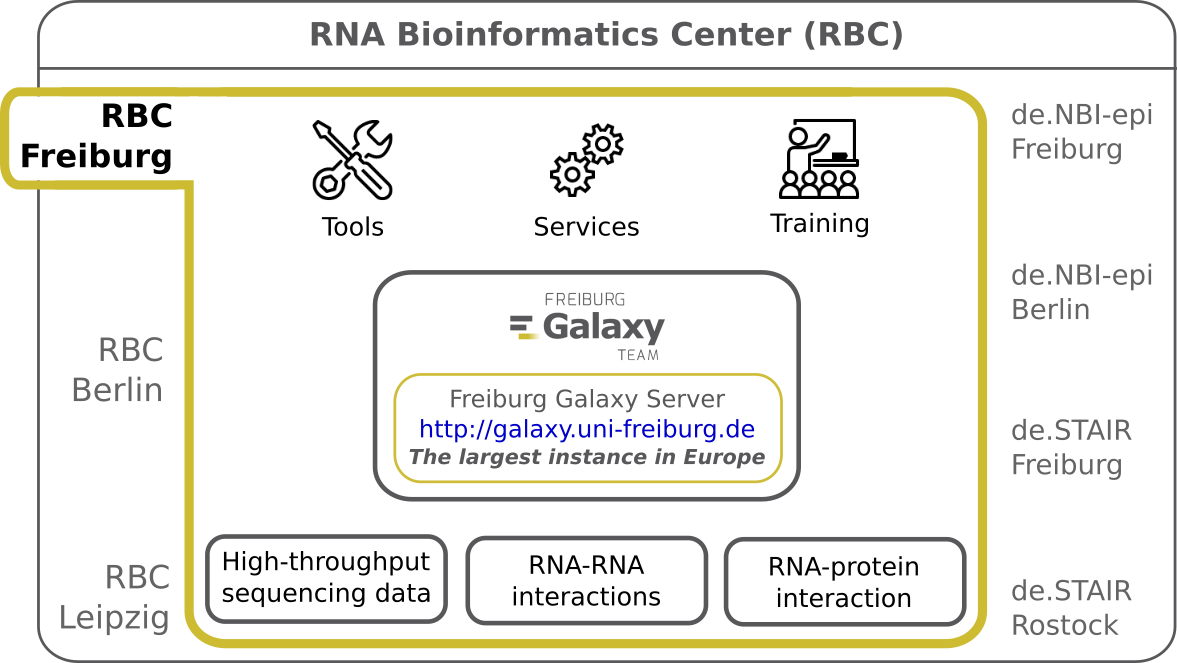 RNA Bioinformatics Center (RBC)
RBC
Freiburg
RBC
Berlin
RBC
Leipzig
Tools
Services
Training
FREIBURG
Galaxy
TEAM
Freiburg Galaxy Server
http://galaxy.uni-freiburg.de
The largest instance in Europe
High-throughput
sequencing data
RNA-RNA
interactions
RNA-protein
interaction
de.NBI-epi
Freiburg
de.NBI-epi
Berlin
de.STAIR
Freiburg
de.STAIR
Rostock